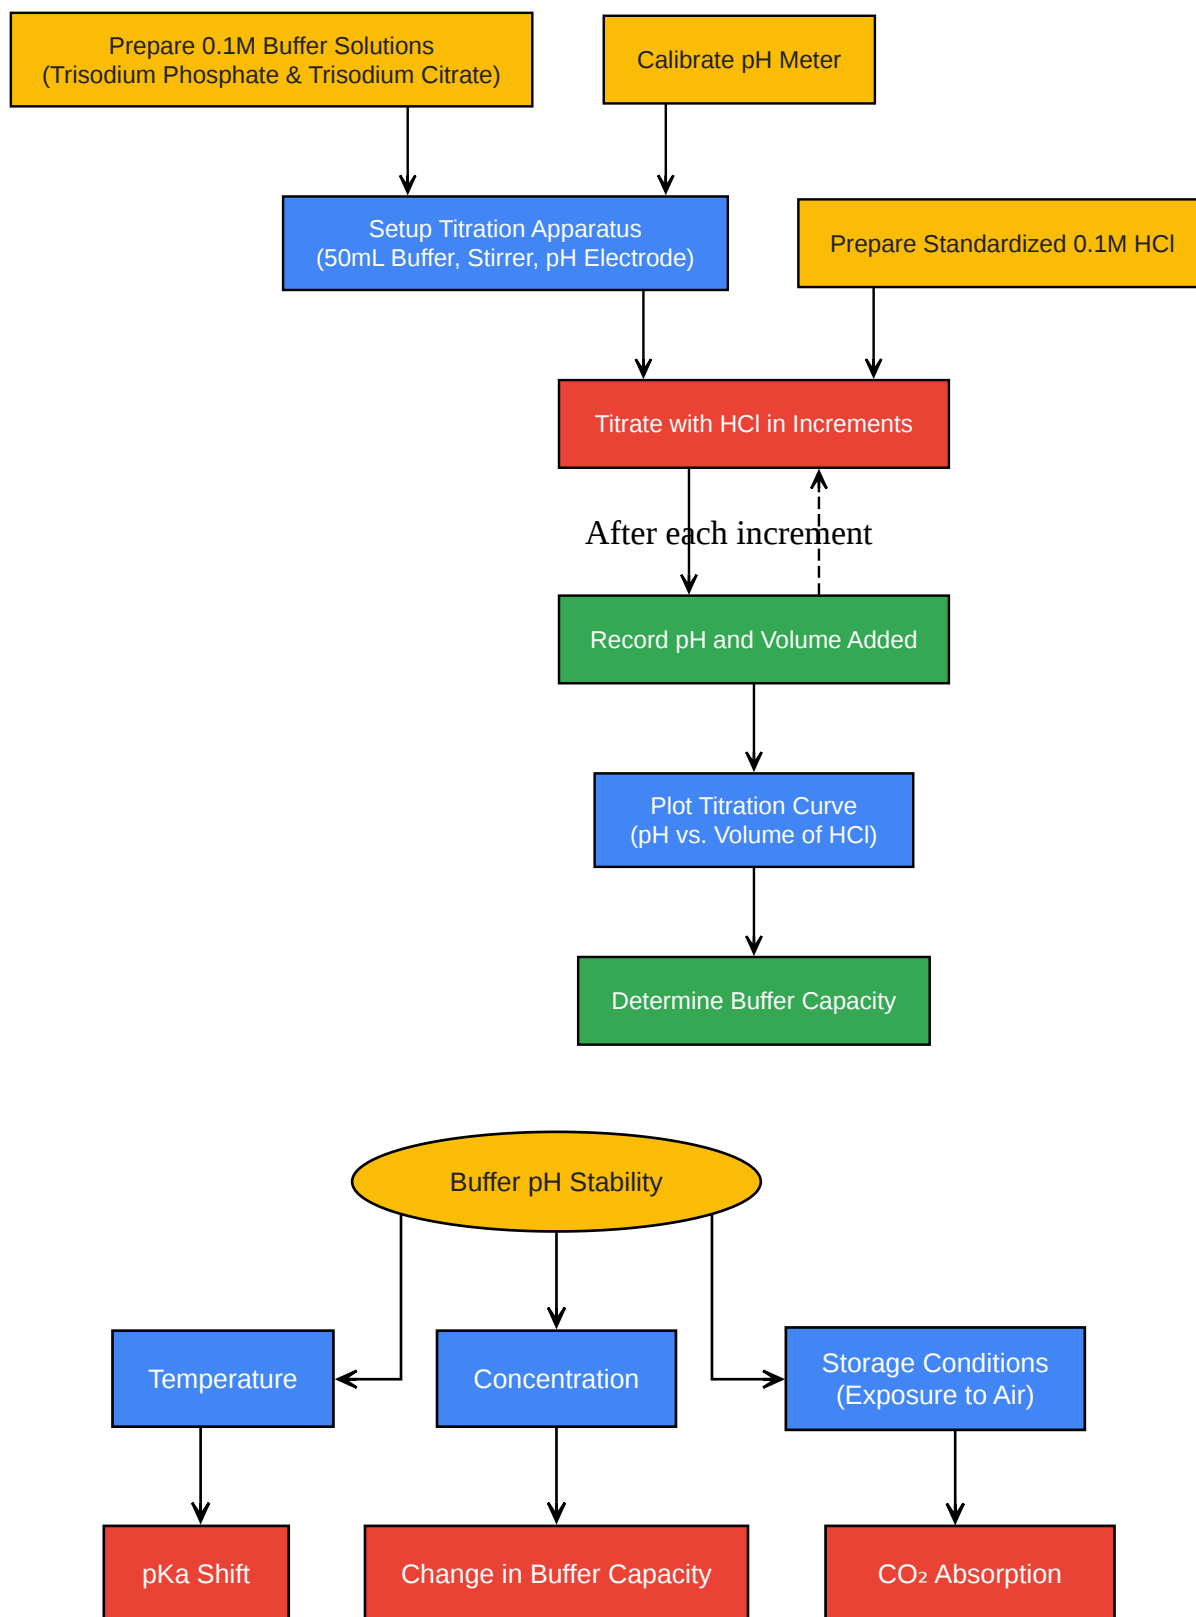 Prepare 0.1M Buffer Solutions
(Trisodium Phosphate & Trisodium Citrate)
Calibrate pH Meter
Setup Titration Apparatus
(50mL Buffer, Stirrer, pH Electrode)
Prepare Standardized 0.1M HCl
Titrate with HCl in Increments
After each increment
Record pH and Volume Added
Plot Titration Curve
(pH vs. Volume of HCl)
Determine Buffer Capacity
Buffer pH Stability
Temperature
Concentration
Storage Conditions
(Exposure to Air)
pKa Shift
Change in Buffer Capacity
CO₂ Absorption